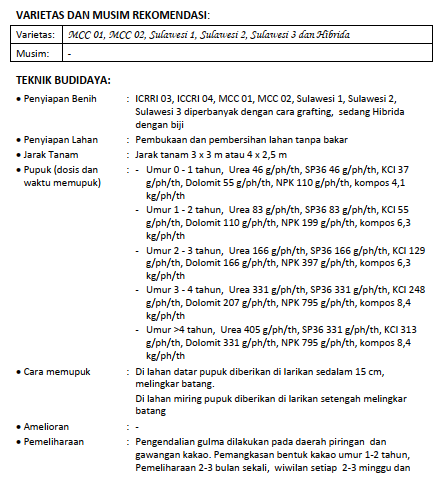 VARIETAS DAN MUSIM REKOMENDASI:
Varietas: MCC 01, MCC 02, Sulawesi 1, Sulawesi 2, Sulawesi 3 dan Hibrida
Musim: -
TEKNIK BUDIDAYA:
• Penyiapan Benih : ICRRI 03, ICCRI 04, MCC 01, MCC 02, Sulawesi 1, Sulawesi 2,
Sulawesi 3 diperbanyak dengan cara grafting, sedang Hibrida
dengan biji
• Penyiapan Lahan : Pembukaan dan pembersihan lahan tanpa bakar
• Jarak Tanam : Jarak tanam 3 x 3 m atau 4 x 2,5 m
• Pupuk (dosis dan : - Umur 0 - 1 tahun, Urea 46 g/ph/th, SP36 46 g/ph/th, KCl 37
waktu memupuk) g/ph/th, Dolomit 55 g/ph/th, NPK 110 g/ph/th, kompos 4,1
kg/ph/th
- Umur 1 - 2 tahun, Urea 83 g/ph/th, SP36 83 g/ph/th, KCl 55
g/ph/th, Dolomit 110 g/ph/th, NPK 199 g/ph/th, kompos 6,3
kg/ph/th
- Umur 2 - 3 tahun, Urea 166 g/ph/th, SP36 166 g/ph/th, KCl 129
g/ph/th, Dolomit 166 g/ph/th, NPK 397 g/ph/th, kompos 6,3
kg/ph/th
- Umur 3 - 4 tahun, Urea 331 g/ph/th, SP36 331 g/ph/th, KCl 248
g/ph/th, Dolomit 207 g/ph/th, NPK 795 g/ph/th, kompos 8,4
kg/ph/th
- Umur >4 tahun, Urea 405 g/ph/th, SP36 331 g/ph/th, KCl 313
g/ph/th, Dolomit 331 g/ph/th, NPK 795 g/ph/th, kompos 8,4
kg/ph/th
• Cara memupuk : Di lahan datar pupuk diberikan di larikan sedalam 15 cm,
melingkar batang.
Di lahan miring pupuk diberikan di larikan setengah melingkar
batang
• Amelioran : -
• Pemeliharaan : Pengendalian gulma dilakukan pada daerah piringan dan
gawangan kakao. Pemangkasan bentuk kakao umur 1-2 tahun,
Pemeliharaan 2-3 bulan sekali, wiwilan setiap 2-3 minggu dan